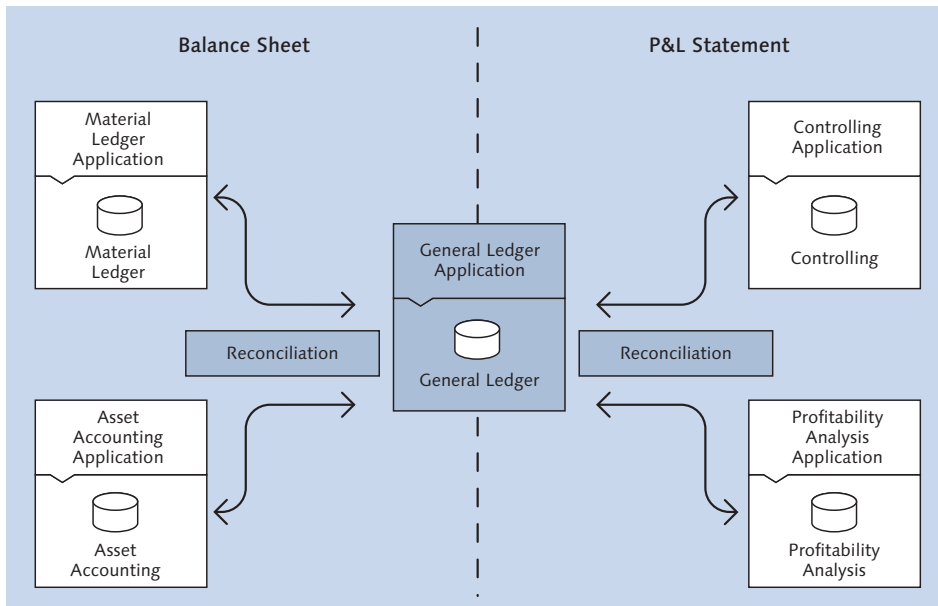 Balance Sheet
P&L Statement
Material
Ledger
Application
Material
Ledger
Controlling
Application
Controlling
General Ledger
Application
General Ledger
Reconciliation
Reconciliation
Asset
Accounting
Application
Asset
Accounting
Profitability
Analysis
Application
Profitability
Analysis